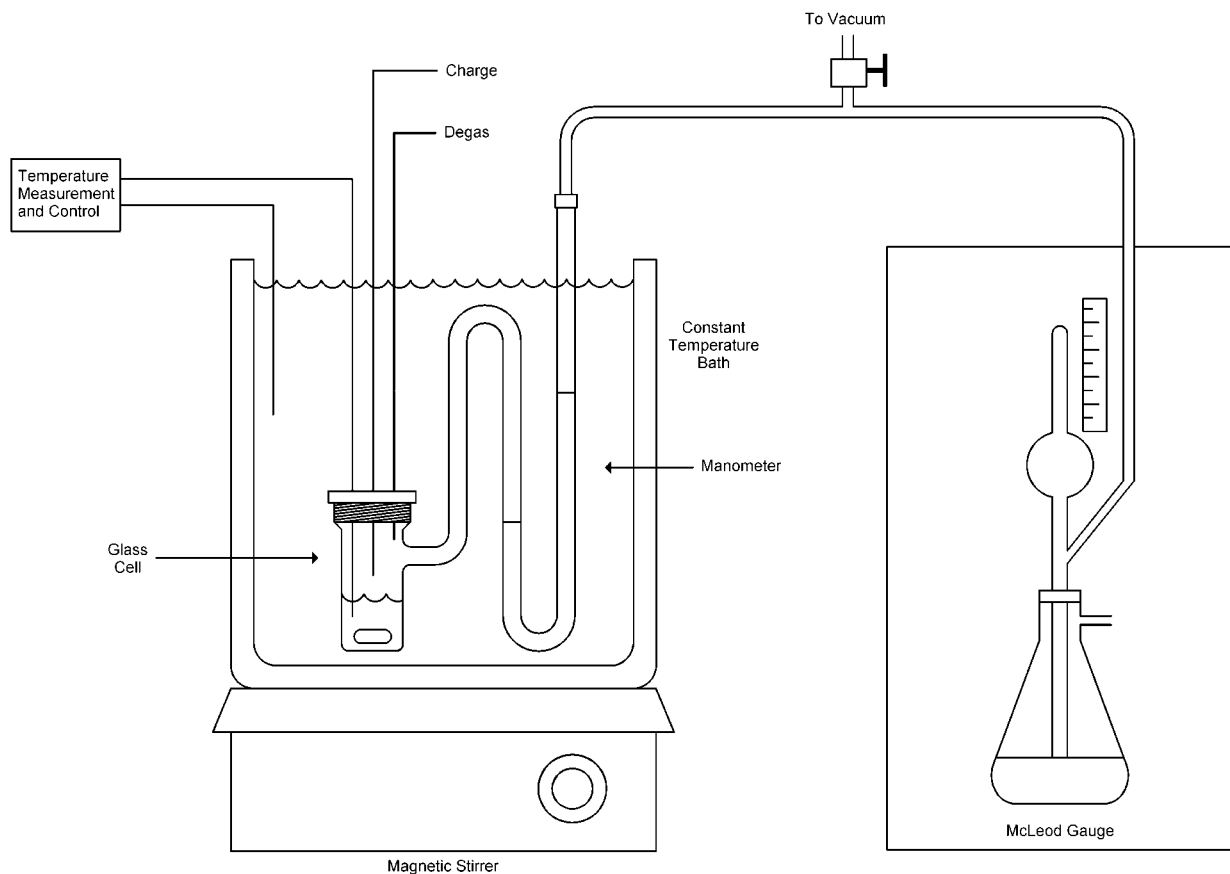 To Vacuum
Charge
Degas
Temperature
Measurement
and Control
Constant
Temperature
Bath
Manometer
Glass
Cell
McLeod Gauge
Magnetic Stirrer